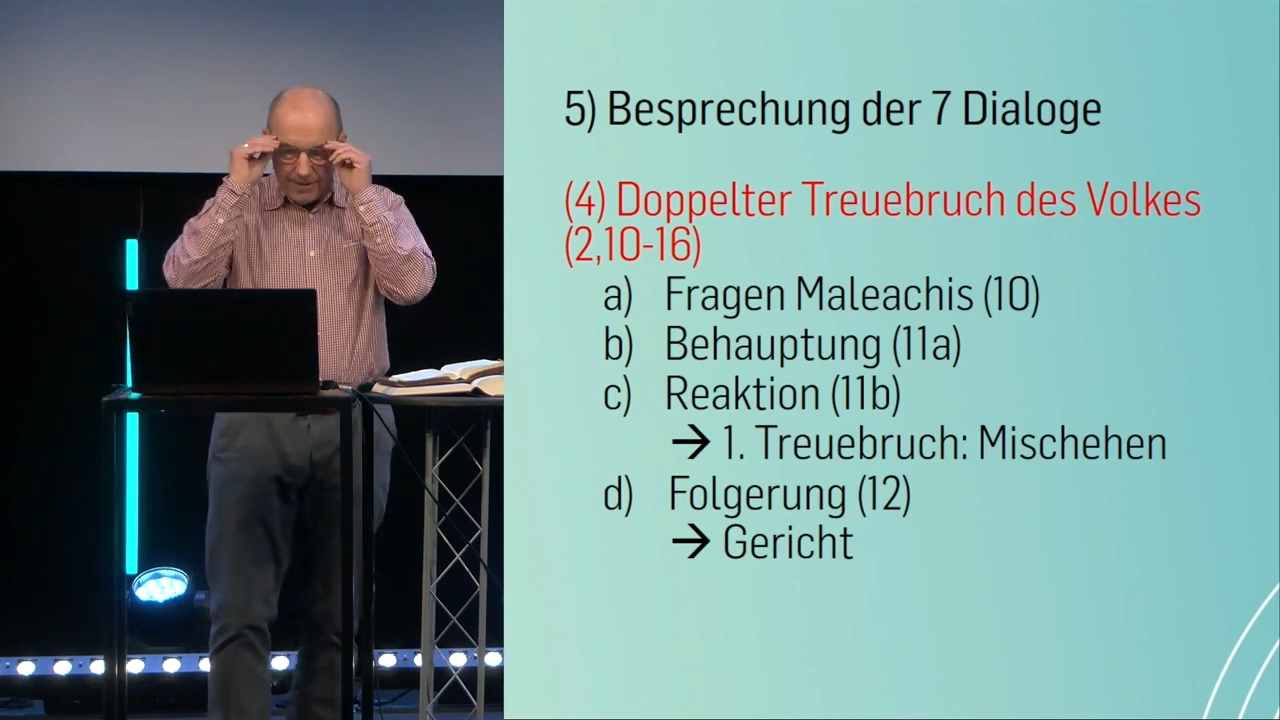 5) Besprechung der 7 Dialoge
(4) Doppelter Treuebruch des Volkes
(2,10-16)
a) Fragen Maleachis (10)
b) Behauptung (11a)
c) Reaktion (11b)
→ 1. Treuebruch: Mischehen
d) Folgerung (12)
→ Gericht